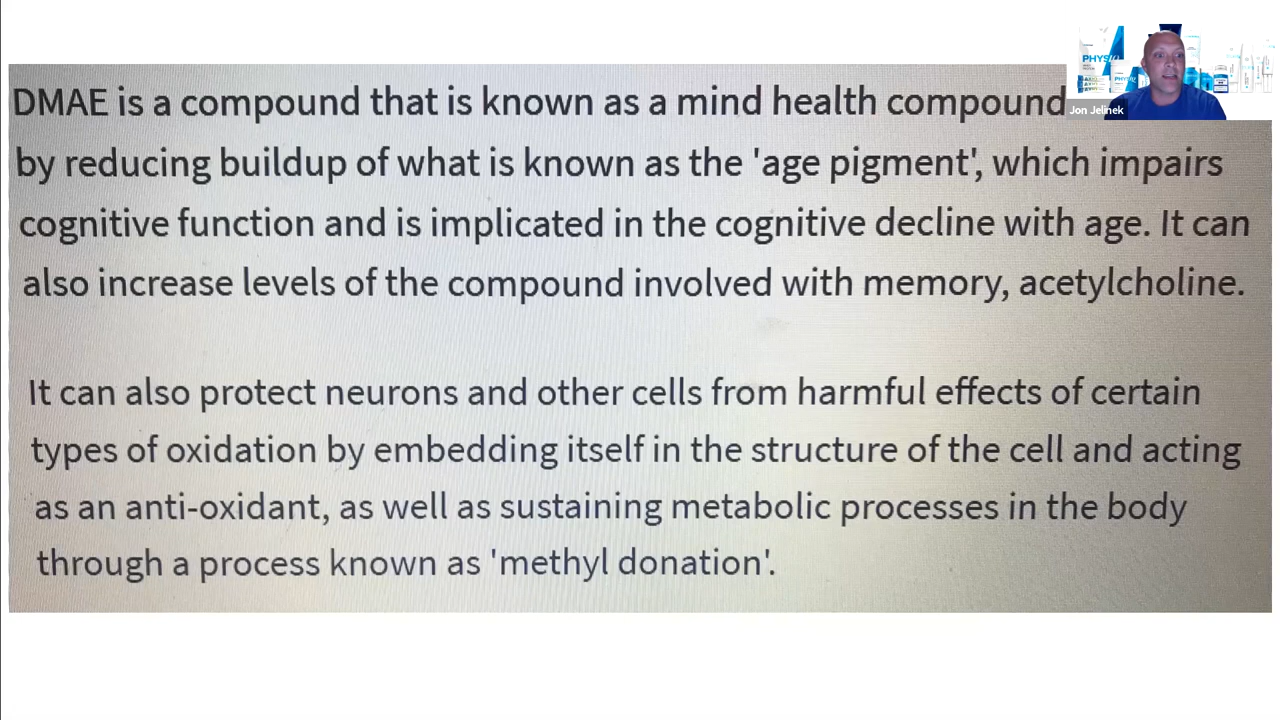 DMAE is a compound that is known as a mind health compound
by reducing buildup of what is known as the 'age pigment', which impairs
cognitive function and is implicated in the cognitive decline with age. It can
also increase levels of the compound involved with memory, acetylcholine.
It can also protect neurons and other cells from harmful effects of certain
types of oxidation by embedding itself in the structure of the cell and acting
as an anti-oxidant, as well as sustaining metabolic processes in the body
through a process known as 'methyl donation'.
Jon Jelinek